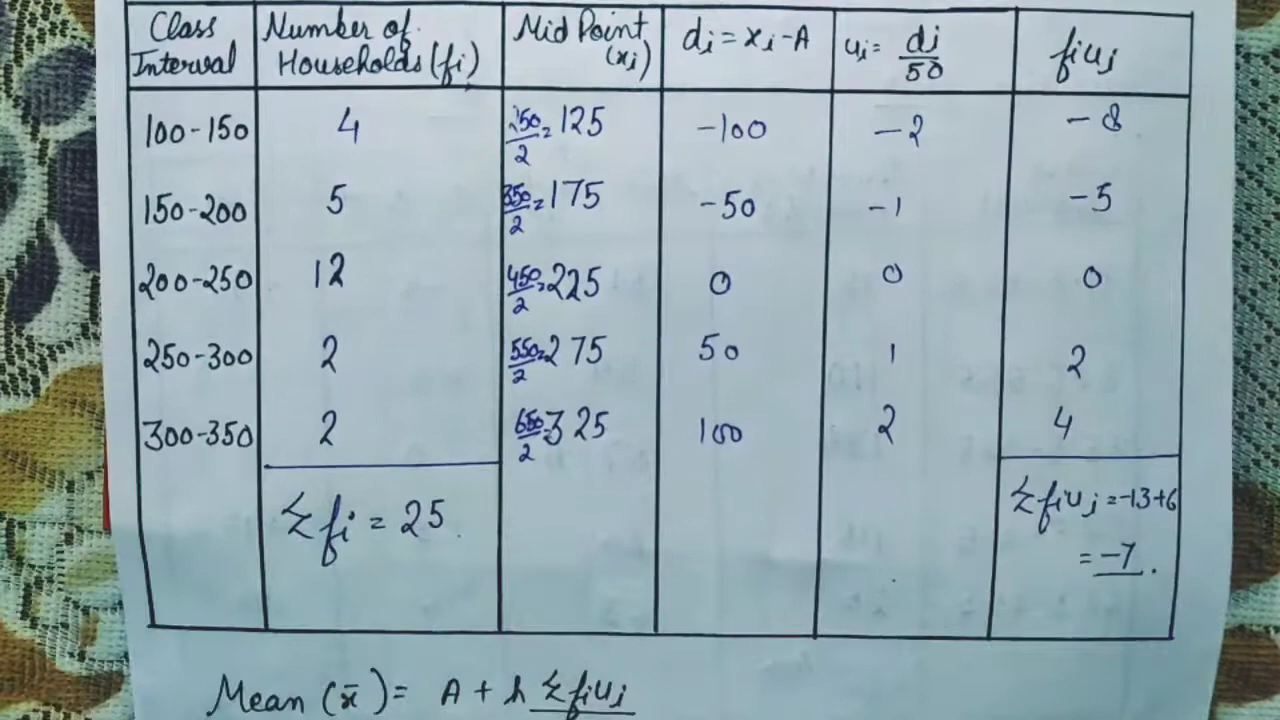 Class Interval | Number of Households (fi) | Mid Point (xi) | di = xi - A | ui = di/50 | fiui
100-150 | 4 | 250/2 = 125 | -100 | -2 | -8
150-200 | 5 | 350/2 = 175 | -50 | -1 | -5
200-250 | 12 | 450/2 = 225 | 0 | 0 | 0
250-300 | 2 | 550/2 = 275 | 50 | 1 | 2
300-350 | 2 | 650/2 = 325 | 100 | 2 | 4
Σfi = 25. | Σfiui = -13+6
= -7.
Mean (x̄) = A + h Σfiui